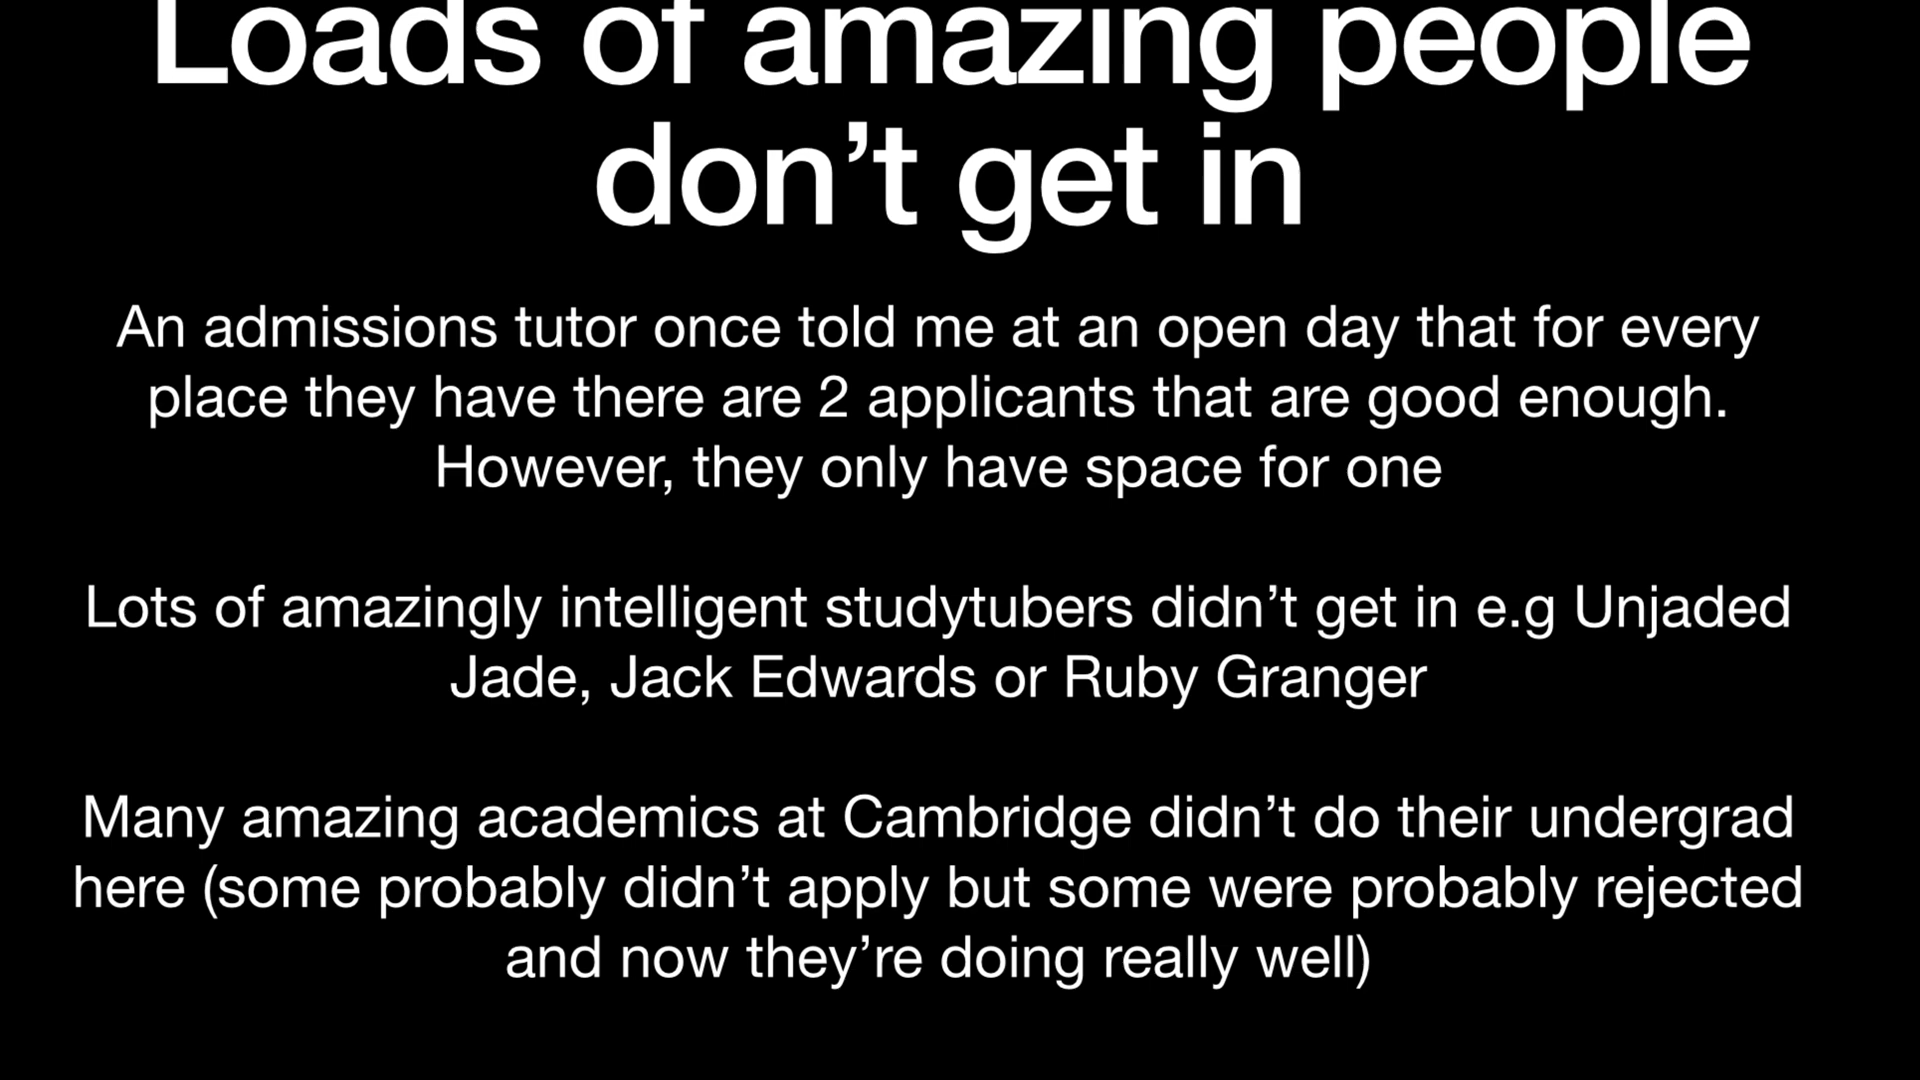 Loads of amazing people
don’t get in
An admissions tutor once told me at an open day that for every
place they have there are 2 applicants that are good enough.
However, they only have space for one
Lots of amazingly intelligent studytubers didn’t get in e.g Unjaded
Jade, Jack Edwards or Ruby Granger
Many amazing academics at Cambridge didn’t do their undergrad
here (some probably didn’t apply but some were probably rejected
and now they’re doing really well)